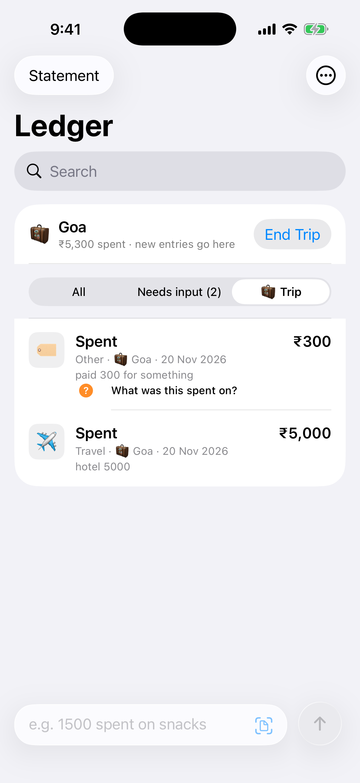 9:41
Statement
Ledger
Search
Goa
₹5,300 spent · new entries go here
End Trip
All
Needs input (2)
Trip
Spent
₹300
Other · Goa · 20 Nov 2026
paid 300 for something
? What was this spent on?
Spent
₹5,000
Travel · Goa · 20 Nov 2026
hotel 5000
e.g. 1500 spent on snacks